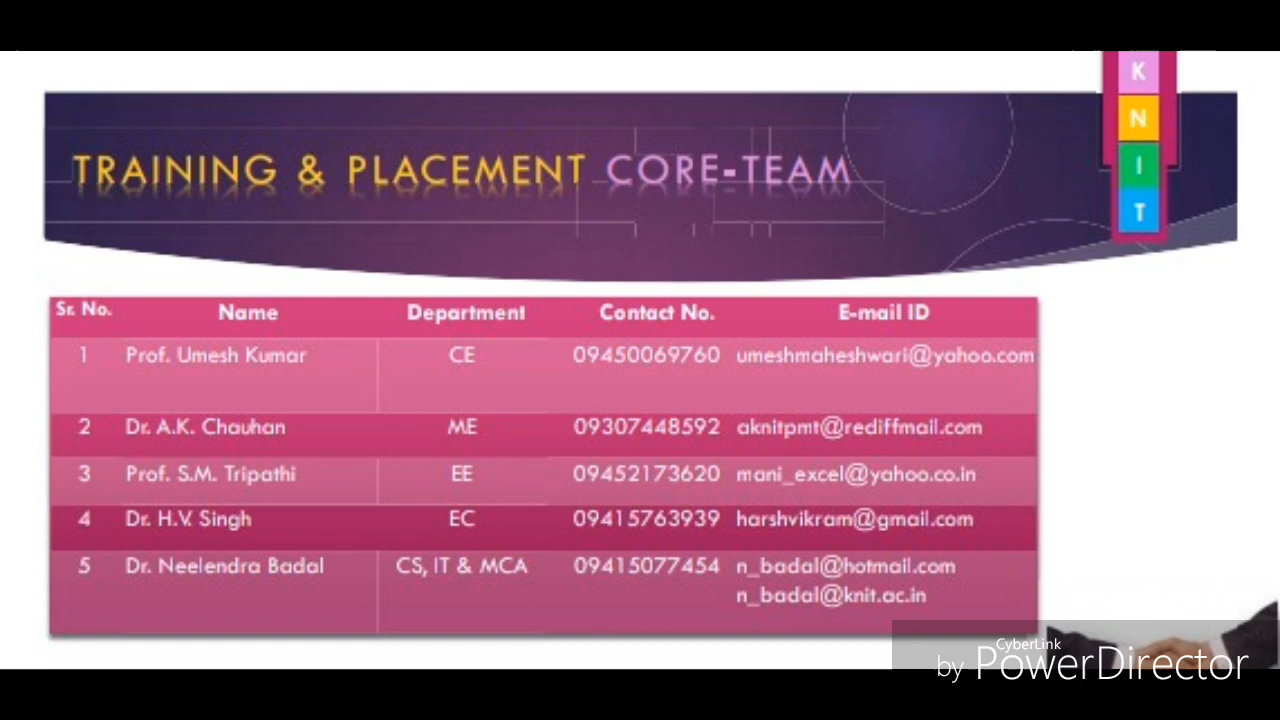 K
N
I
T
TRAINING & PLACEMENT CORE-TEAM
Sr. No. Name Department Contact No. E-mail ID
1 Prof. Umesh Kumar CE 09450069760 umeshmaheshwari@yahoo.com
2 Dr. A.K. Chauhan ME 09307448592 aknitpmt@rediffmail.com
3 Prof. S.M. Tripathi EE 09452173620 mani_excel@yahoo.co.in
4 Dr. H.V. Singh EC 09415763939 harshvikram@gmail.com
5 Dr. Neelendra Badal CS, IT & MCA 09415077454 n_badal@hotmail.com
n_badal@knit.ac.in
CyberLink
by PowerDirector